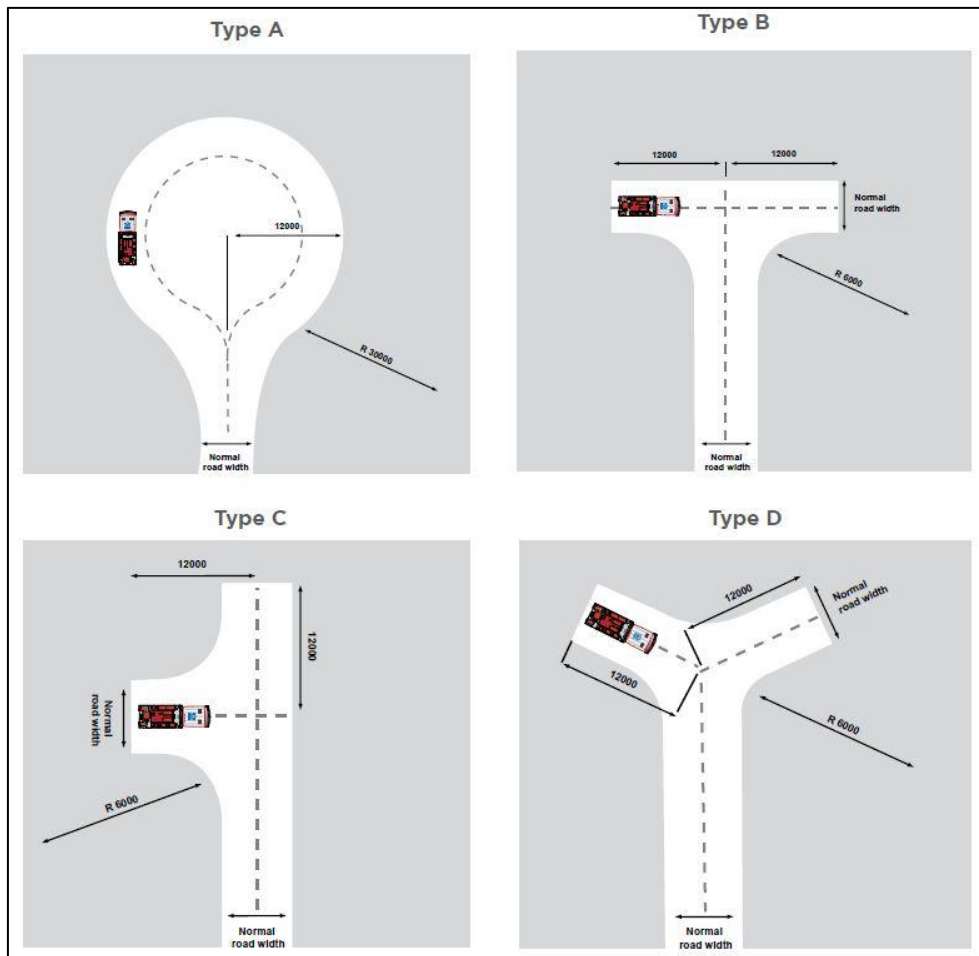 Type A
12000
R 30000
Normal
road width
Type B
12000
12000
Normal
road width
R 6000
Normal
road width
Type C
12000
12000
Normal
road width
R 6000
Normal
road width
Type D
12000
Normal
road width
12000
R 6000
Normal
road width